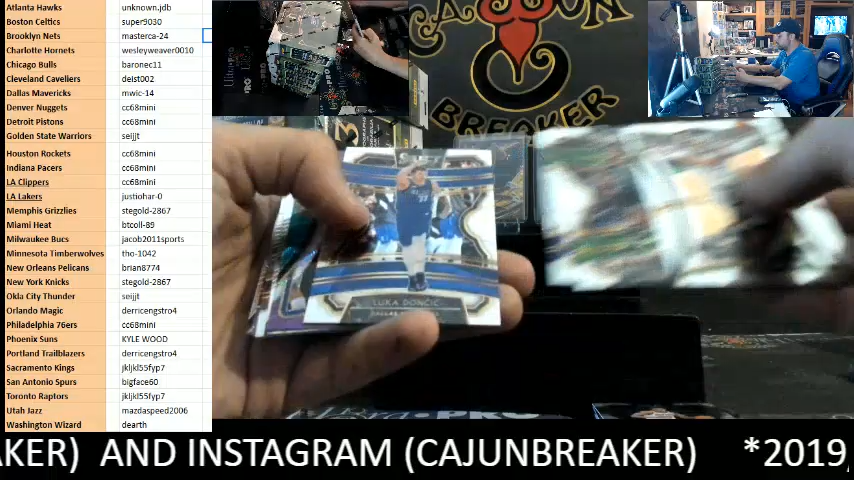 Atlanta Hawks unknown.jdb
Boston Celtics super9030
Brooklyn Nets masterca-24
Charlotte Hornets wesleyweaver0010
Chicago Bulls baronec11
Cleveland Cavaliers deist002
Dallas Mavericks mwic-14
Denver Nuggets cc68mini
Detroit Pistons cc68mini
Golden State Warriors seijjt
Houston Rockets cc68mini
Indiana Pacers cc68mini
LA Clippers cc68mini
LA Lakers justiohar-0
Memphis Grizzlies stegold-2867
Miami Heat btcoll-89
Milwaukee Bucs jacob2011sports
Minnesota Timberwolves tho-1042
New Orleans Pelicans brian8774
New York Knicks stegold-2867
Okla City Thunder seijjt
Orlando Magic derricengstro4
Philadelphia 76ers cc68mini
Phoenix Suns KYLE WOOD
Portland Trailblazers derricengstro4
Sacramento Kings jkljkl55fyp7
San Antonio Spurs bigface60
Toronto Raptors jkljkl55fyp7
Utah Jazz mazdaspeed2006
Washington Wizard dearth
CAJUN
BREAKER
LUKA DONČIĆ
PRO
AKER) AND INSTAGRAM (CAJUNBREAKER) *2019